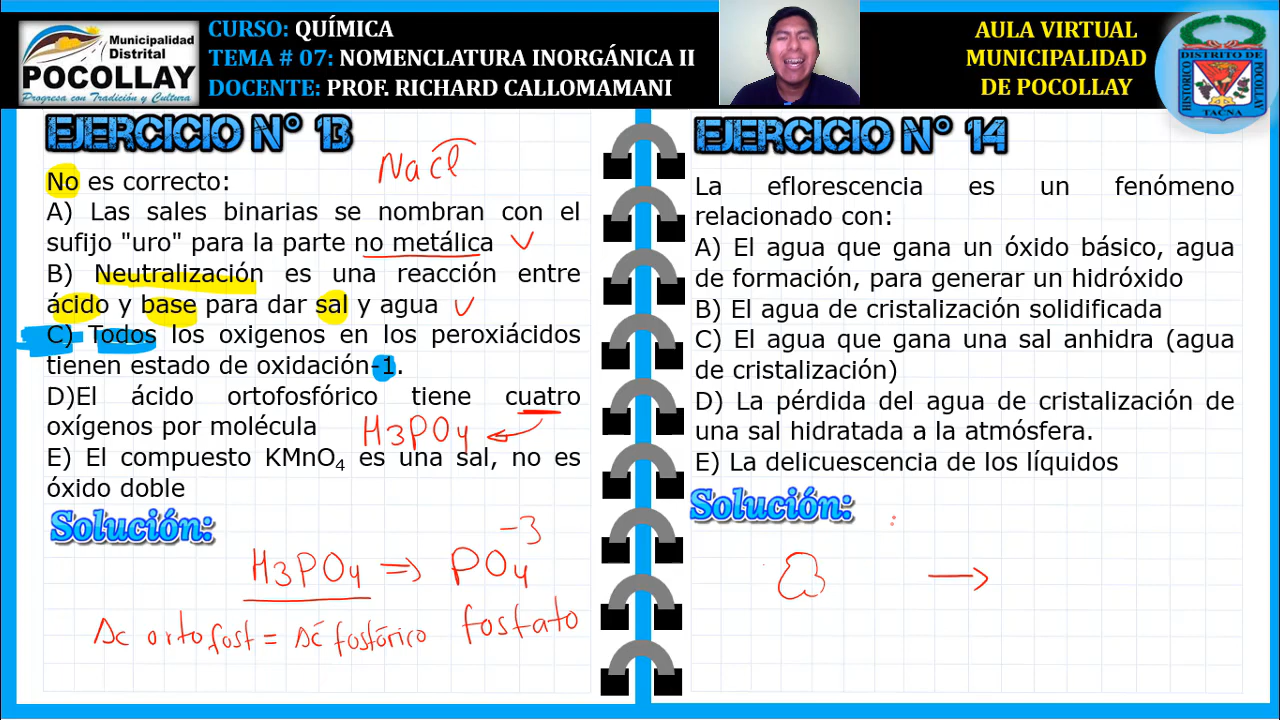 Municipalidad
Distrital
POCOLLAY
Progresa con Tradición y Cultura
CURSO: QUÍMICA
TEMA # 07: NOMENCLATURA INORGÁNICA II
DOCENTE: PROF. RICHARD CALLOMAMANI
AULA VIRTUAL
MUNICIPALIDAD
DE POCOLLAY
DISTRITO DE POCOLLAY
HISTÓRICO
TACNA
EJERCICIO N° 13
NaCl
No es correcto:
A) Las sales binarias se nombran con el
sufijo "uro" para la parte no metálica
B) Neutralización es una reacción entre
ácido y base para dar sal y agua
C) Todos los oxigenos en los peroxiácidos
tienen estado de oxidación-1.
D)El ácido ortofosfórico tiene cuatro
oxígenos por molécula
H3PO4
E) El compuesto KMnO₄ es una sal, no es
óxido doble
Solución:
H3PO4 => PO4 -3
Ac ortofost = Ac fosfórico fosfato
EJERCICIO N° 14
La eflorescencia es un fenómeno
relacionado con:
A) El agua que gana un óxido básico, agua
de formación, para generar un hidróxido
B) El agua de cristalización solidificada
C) El agua que gana una sal anhidra (agua
de cristalización)
D) La pérdida del agua de cristalización de
una sal hidratada a la atmósfera.
E) La delicuescencia de los líquidos
Solución: